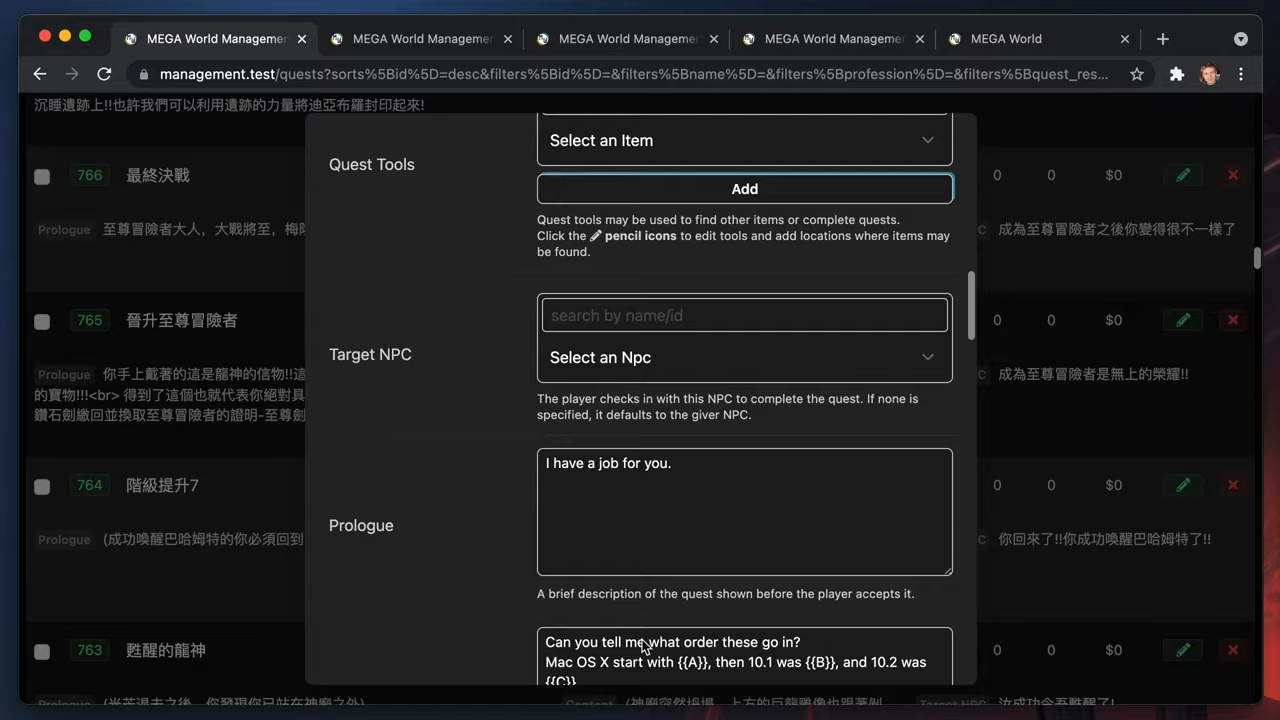 MEGA World Managemen
MEGA World Managemen
MEGA World Managemen
MEGA World Managemen
MEGA World
management.test/quests?sorts%5Bid%5D=desc&filters%5Bid%5D=&filters%5Bname%5D=&filters%5Bprofession%5D=&filters%5Bquest_res...
沉睡遺跡上!!也許我們可以利用遺跡的力量將迪亞布羅封印起來!
Select an Item
Quest Tools
Add
Quest tools may be used to find other items or complete quests.
Click the pencil icons to edit tools and add locations where items may
be found.
766 最終決戰 0 0 $0
Prologue 至尊冒險者大人，大戰將至，梅 C 成為至尊冒險者之後你變得很不一樣了
search by name/id
Target NPC
Select an Npc
The player checks in with this NPC to complete the quest. If none is
specified, it defaults to the giver NPC.
765 晉升至尊冒險者 0 0 $0
Prologue 你手上戴著的這是龍神的信物!!這 C 成為至尊冒險者是無上的榮耀!!
的寶物!!!<br> 得到了這個也就代表你絕對具
鑽石劍繳回並換取至尊冒險者的證明-至尊劍
I have a job for you.
Prologue
A brief description of the quest shown before the player accepts it.
764 階級提升7 0 0 $0
Prologue (成功喚醒巴哈姆特的你必須回到 C 你回來了!!你成功喚醒巴哈姆特了!!
Can you tell me what order these go in?
Mac OS X start with {{A}}, then 10.1 was {{B}}, and 10.2 was
{{C}}
763 甦醒的龍神 0 0 $0
Prologue Content Target NPC 汝成功令吾甦醒了!